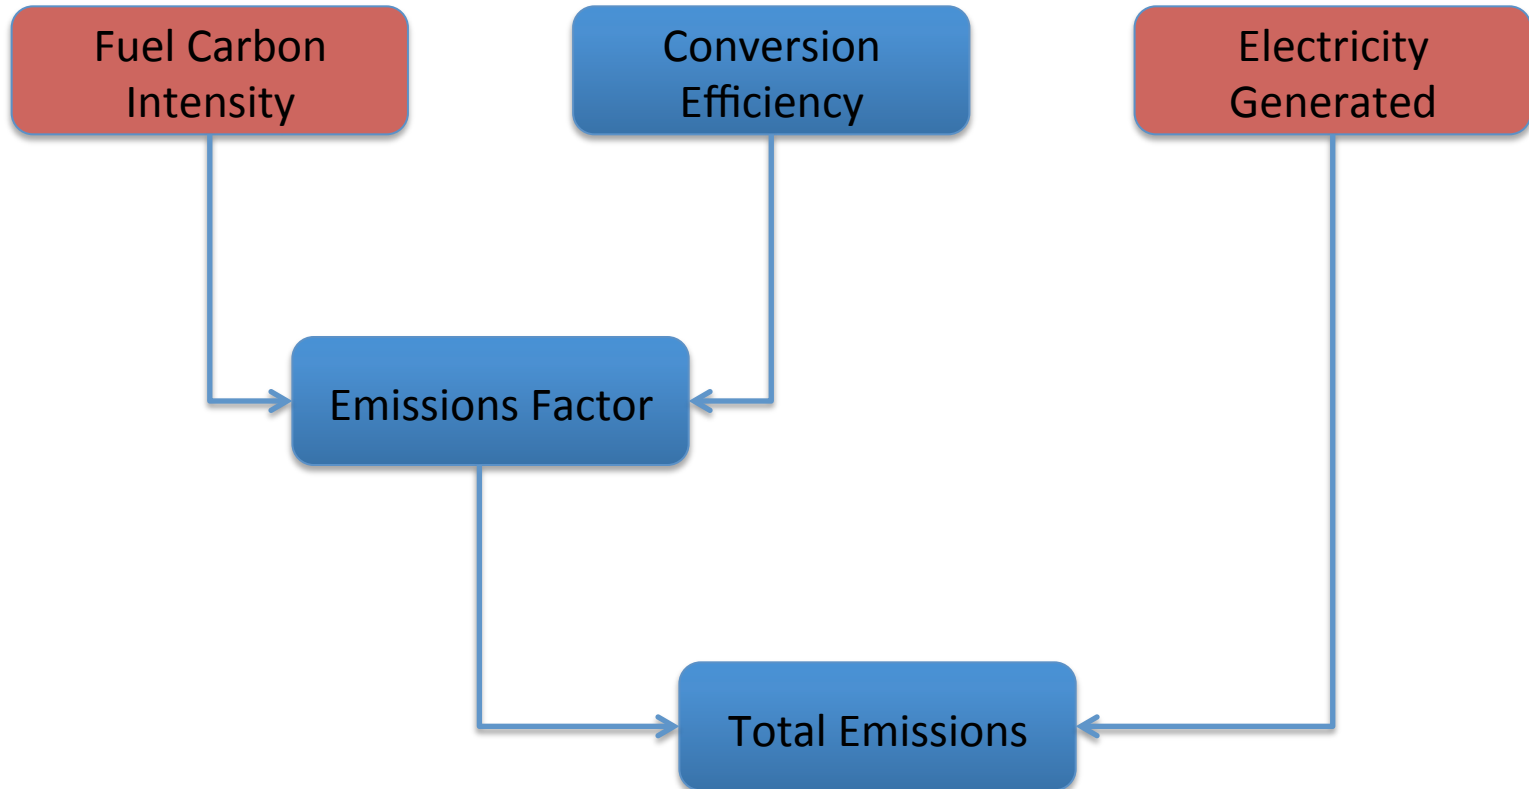 Fuel Carbon
Intensity
Conversion
Efficiency
Electricity
Generated
Emissions Factor
Total Emissions